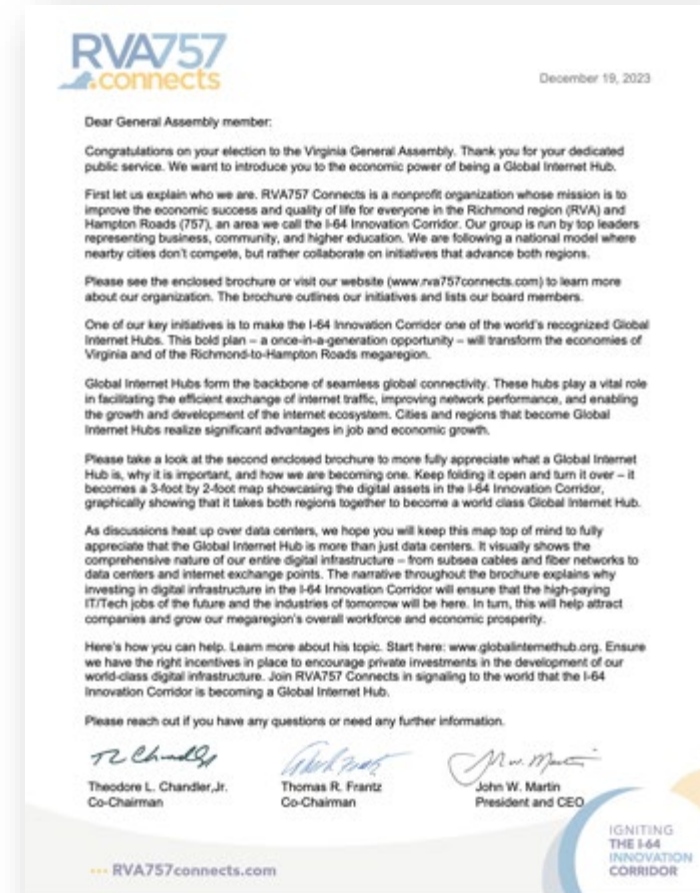 RVA757
connects
December 19, 2023
Dear General Assembly member:
Congratulations on your election to the Virginia General Assembly. Thank you for your dedicated
public service. We want to introduce you to the economic power of being a Global Internet Hub.
First let us explain who we are. RVA757 Connects is a nonprofit organization whose mission is to
improve the economic success and quality of life for everyone in the Richmond region (RVA) and
Hampton Roads (757), an area we call the I-64 Innovation Corridor. Our group is run by top leaders
representing business, community, and higher education. We are following a national model where
nearby cities don't compete, but rather collaborate on initiatives that advance both regions.
Please see the enclosed brochure or visit our website (www.rva757connects.com) to learn more
about our organization. The brochure outlines our initiatives and lists our board members.
One of our key initiatives is to make the I-64 Innovation Corridor one of the world's recognized Global
Internet Hubs. This bold plan – a once-in-a-generation opportunity – will transform the economies of
Virginia and of the Richmond-to-Hampton Roads megaregion.
Global Internet Hubs form the backbone of seamless global connectivity. These hubs play a vital role
in facilitating the efficient exchange of internet traffic, improving network performance, and enabling
the growth and development of the internet ecosystem. Cities and regions that become Global
Internet Hubs realize significant advantages in job and economic growth.
Please take a look at the second enclosed brochure to more fully appreciate what a Global Internet
Hub is, why it is important, and how we are becoming one. Keep folding it open and turn it over – it
becomes a 3-foot by 2-foot map showcasing the digital assets in the I-64 Innovation Corridor,
graphically showing that it takes both regions together to become a world class Global Internet Hub.
As discussions heat up over data centers, we hope you will keep this map top of mind to fully
appreciate that the Global Internet Hub is more than just data centers. It visually shows the
comprehensive nature of our entire digital infrastructure – from subsea cables and fiber networks to
data centers and internet exchange points. The narrative throughout the brochure explains why
investing in digital infrastructure in the I-64 Innovation Corridor will ensure that the high-paying
IT/Tech jobs of the future and the industries of tomorrow will be here. In turn, this will help attract
companies and grow our megaregion's overall workforce and economic prosperity.
Here's how you can help. Learn more about his topic. Start here: www.globalinternethub.org. Ensure
we have the right incentives in place to encourage private investments in the development of our
world-class digital infrastructure. Join RVA757 Connects in signaling to the world that the I-64
Innovation Corridor is becoming a Global Internet Hub.
Please reach out if you have any questions or need any further information.
Theodore L. Chandler,Jr.
Co-Chairman
Thomas R. Frantz
Co-Chairman
John W. Martin
President and CEO
IGNITING
THE I-64
INNOVATION
CORRIDOR
RVA757connects.com